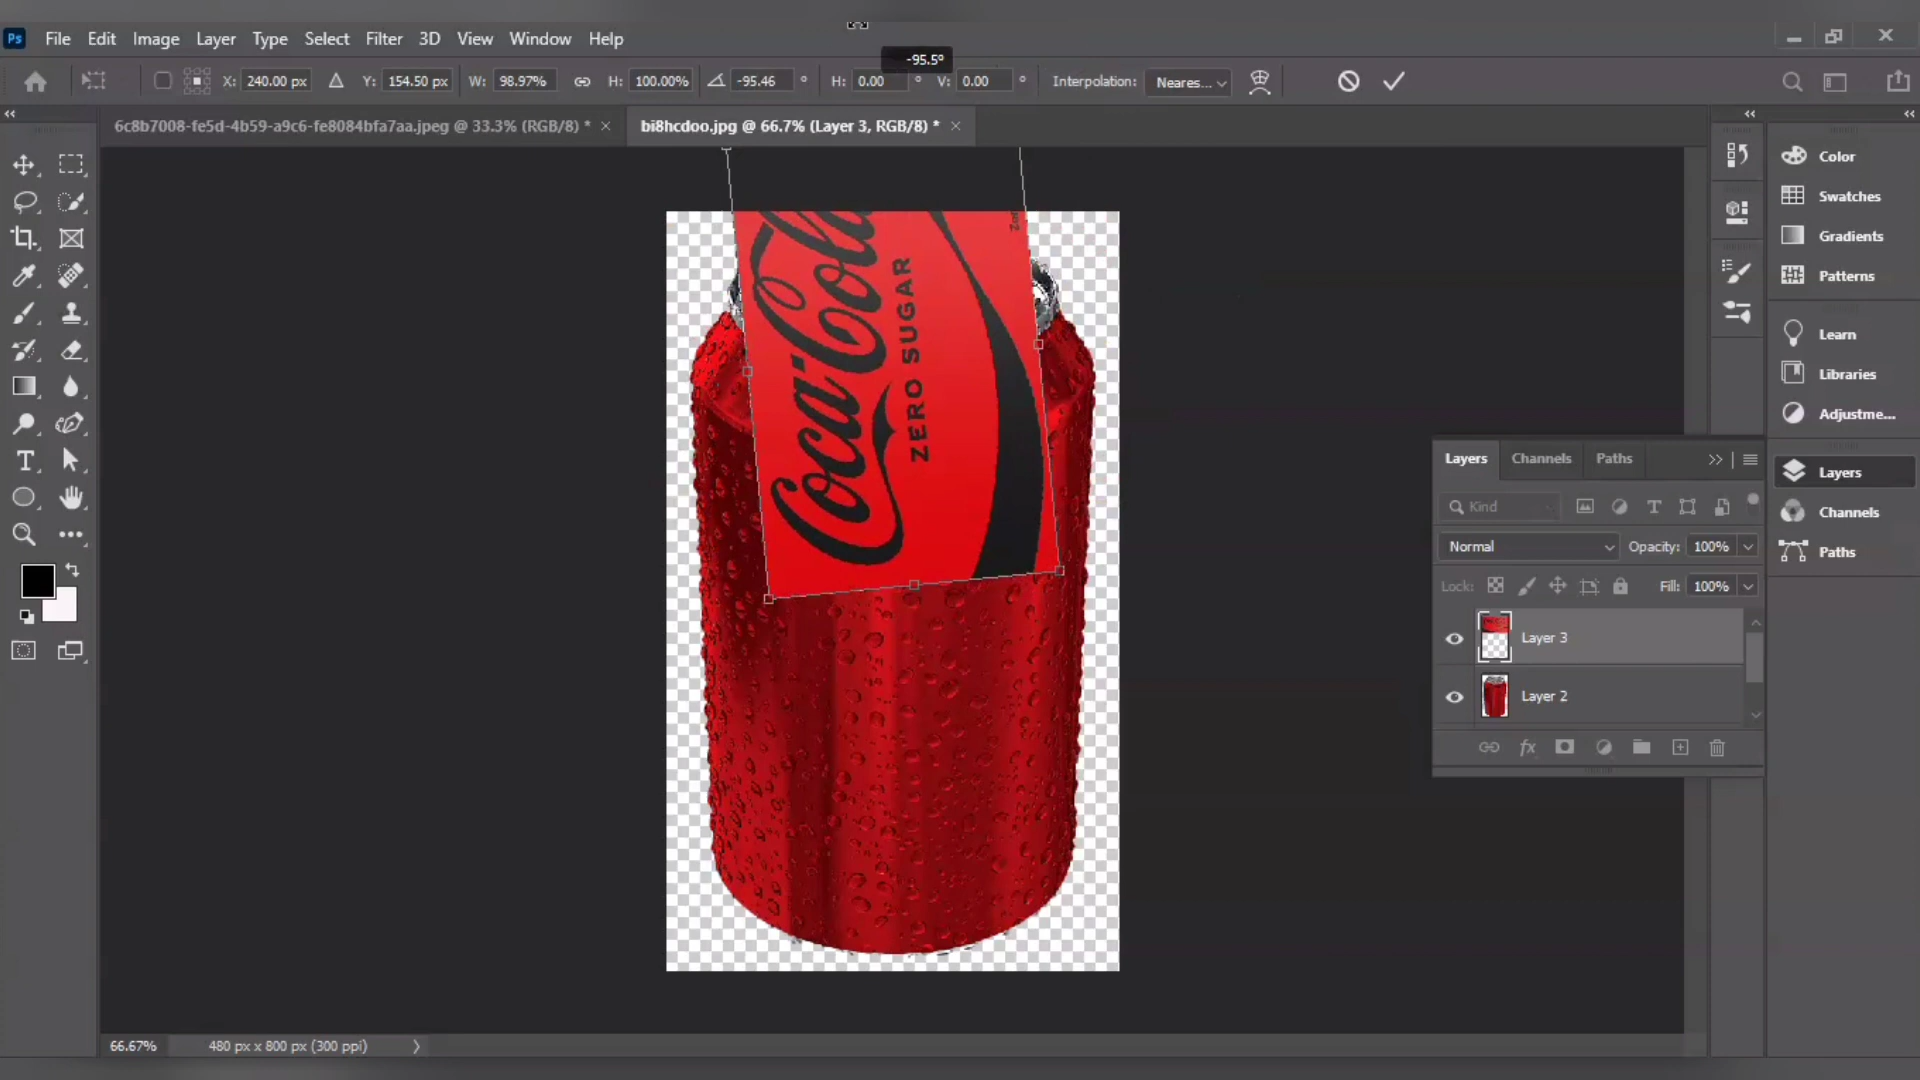 Ps File Edit Image Layer Type Select Filter 3D View Window Help
-95.5°
X: 240.00 px Y: 154.50 px W: 98.97% H: 100.00% -95.46 ° H: 0.00 ° V: 0.00 ° Interpolation: Neares...
6c8b7008-fe5d-4b59-a9c6-fe8084bfa7aa.jpeg @ 33.3% (RGB/8) * × bi8hcdoo.jpg @ 66.7% (Layer 3, RGB/8) * ×
Coca-Cola
ZERO SUGAR
Color
Swatches
Gradients
Patterns
Learn
Libraries
Adjustme...
Layers
Channels
Paths
Layers Channels Paths
Kind
Normal Opacity: 100%
Lock: Fill: 100%
Layer 3
Layer 2
fx
66.67% 480 px x 800 px (300 ppi)